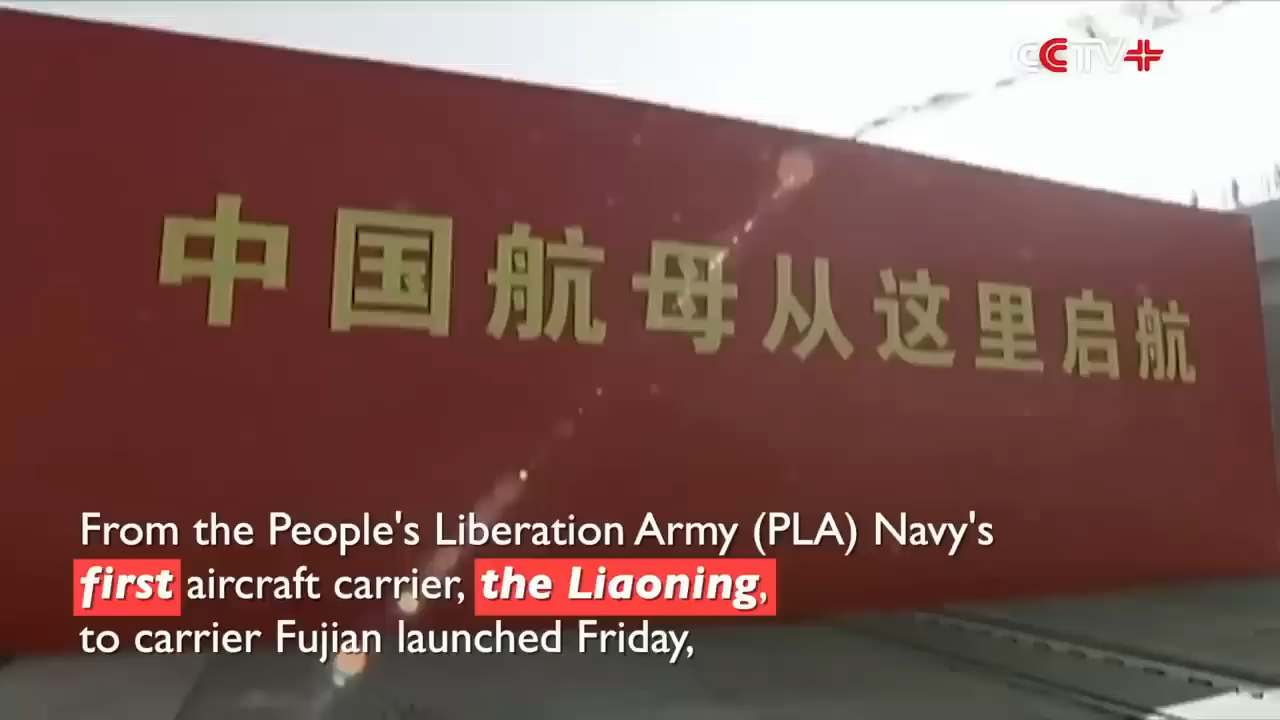 CCTV+
中国航母从这里启航
From the People's Liberation Army (PLA) Navy's
first aircraft carrier, the Liaoning,
to carrier Fujian launched Friday,